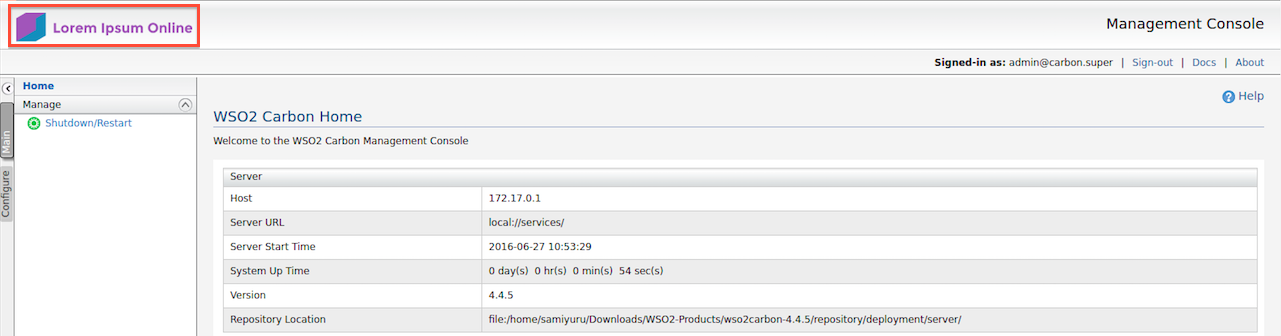 Lorem Ipsum Online
Management Console
Signed-in as: admin@carbon.super | Sign-out | Docs | About
Home
Manage
Shutdown/Restart
Main
Configure
Help
WSO2 Carbon Home
Welcome to the WSO2 Carbon Management Console
Server
Host 172.17.0.1
Server URL local://services/
Server Start Time 2016-06-27 10:53:29
System Up Time 0 day(s) 0 hr(s) 0 min(s) 54 sec(s)
Version 4.4.5
Repository Location file:/home/samiyuru/Downloads/WSO2-Products/wso2carbon-4.4.5/repository/deployment/server/